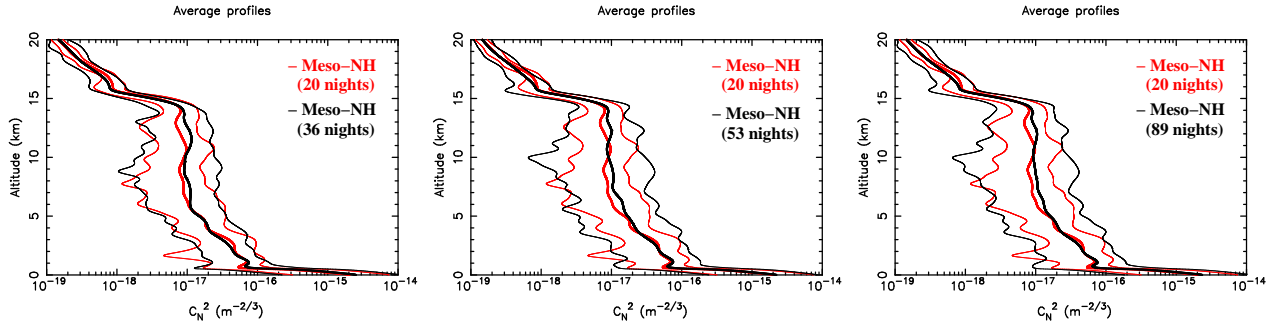 Average profiles
20
15
10
5
0
Altitude (km)
– Meso–NH
(20 nights)
– Meso–NH
(36 nights)
10−19 10−18 10−17 10−16 10−15 10−14
CN2 (m−2/3)
Average profiles
20
15
10
5
0
Altitude (km)
– Meso–NH
(20 nights)
– Meso–NH
(53 nights)
10−19 10−18 10−17 10−16 10−15 10−14
CN2 (m−2/3)
Average profiles
20
15
10
5
0
Altitude (km)
– Meso–NH
(20 nights)
– Meso–NH
(89 nights)
10−19 10−18 10−17 10−16 10−15 10−14
CN2 (m−2/3)